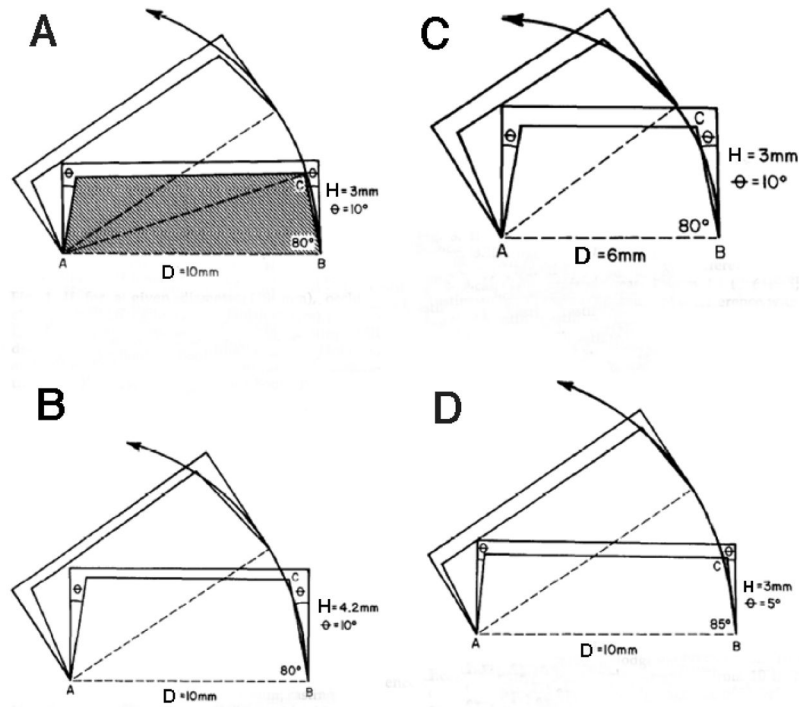 A
θ
θ
C
H = 3mm
θ = 10°
80°
A
B
D = 10mm
C
θ
C
θ
H = 3mm
θ = 10°
80°
A
B
D = 6mm
B
θ
C
θ
H = 4.2mm
θ = 10°
80°
A
B
D = 10mm
D
θ
θ
C
H = 3mm
θ = 5°
85°
A
B
D = 10mm